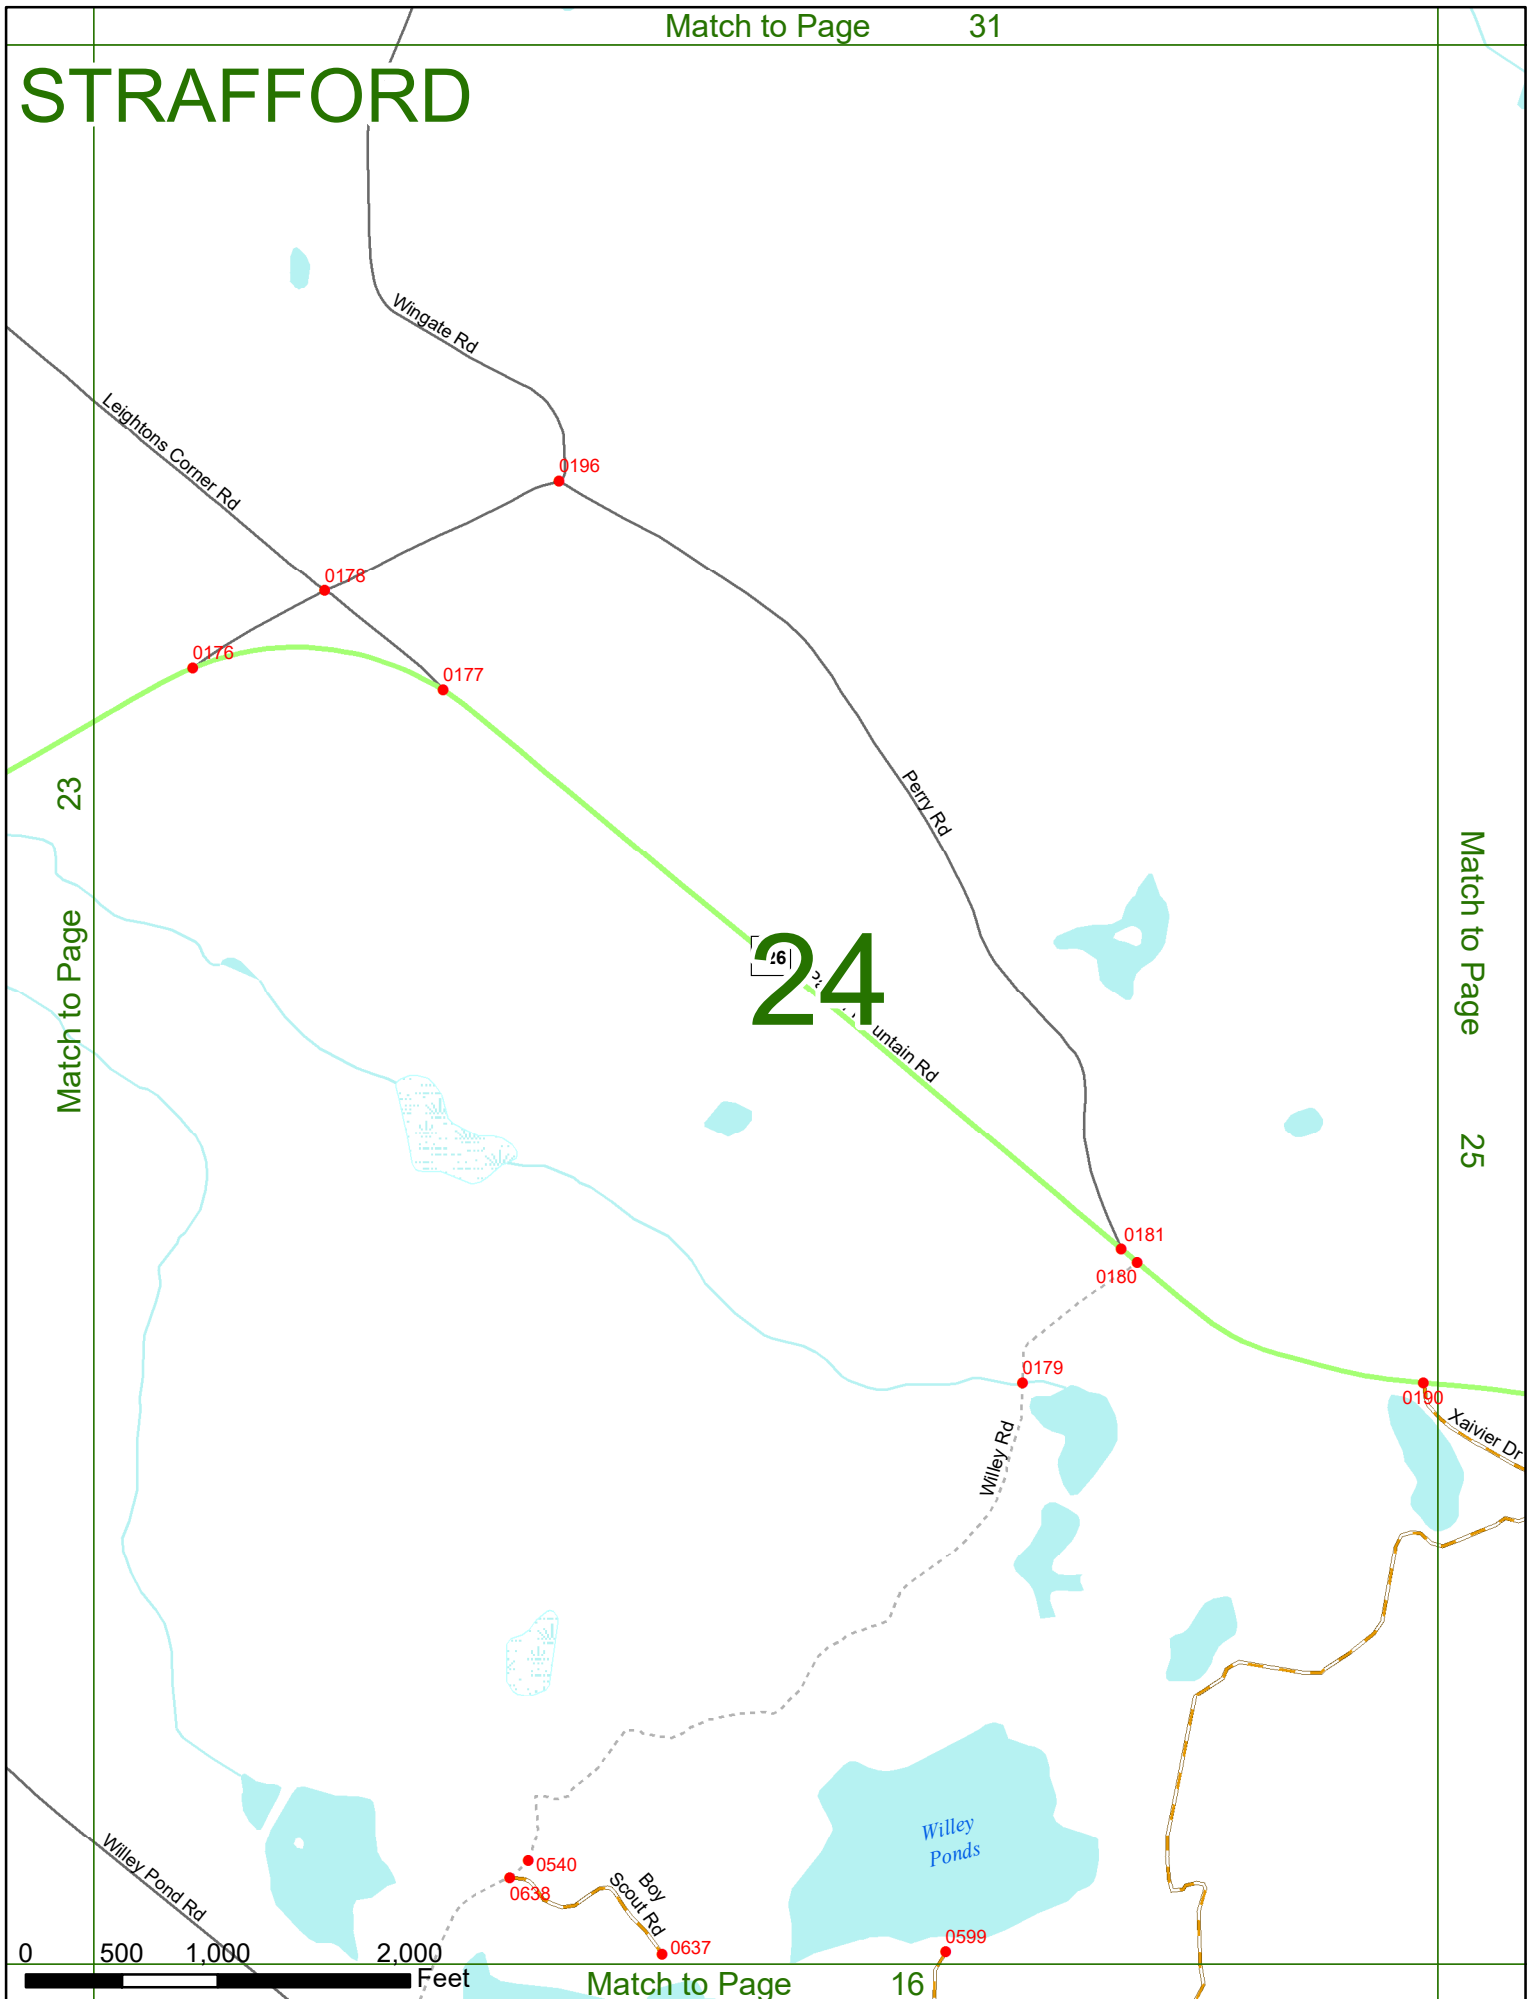 Match to Page 31
STRAFFORD
Wingate Rd
Leightons Corner Rd
0196
0178
0176
0177
23
Match to Page
Perry Rd
Match to Page
25
24
untain Rd
0181
0180
0179
0190
Xaivier Dr
Willey Rd
Willey
Ponds
Willey Pond Rd
0540
0638
Boy
Scout Rd
0637
0599
0 500 1,000 2,000
Feet
Match to Page 16